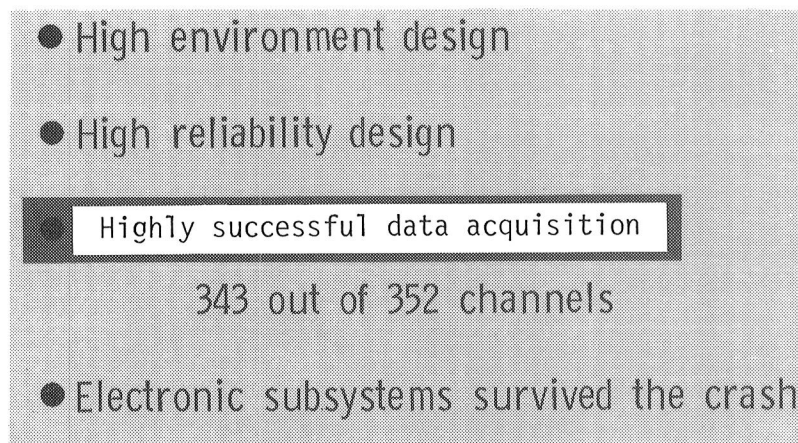 ● High environment design
● High reliability design
● Highly successful data acquisition
343 out of 352 channels
● Electronic subsystems survived the crash